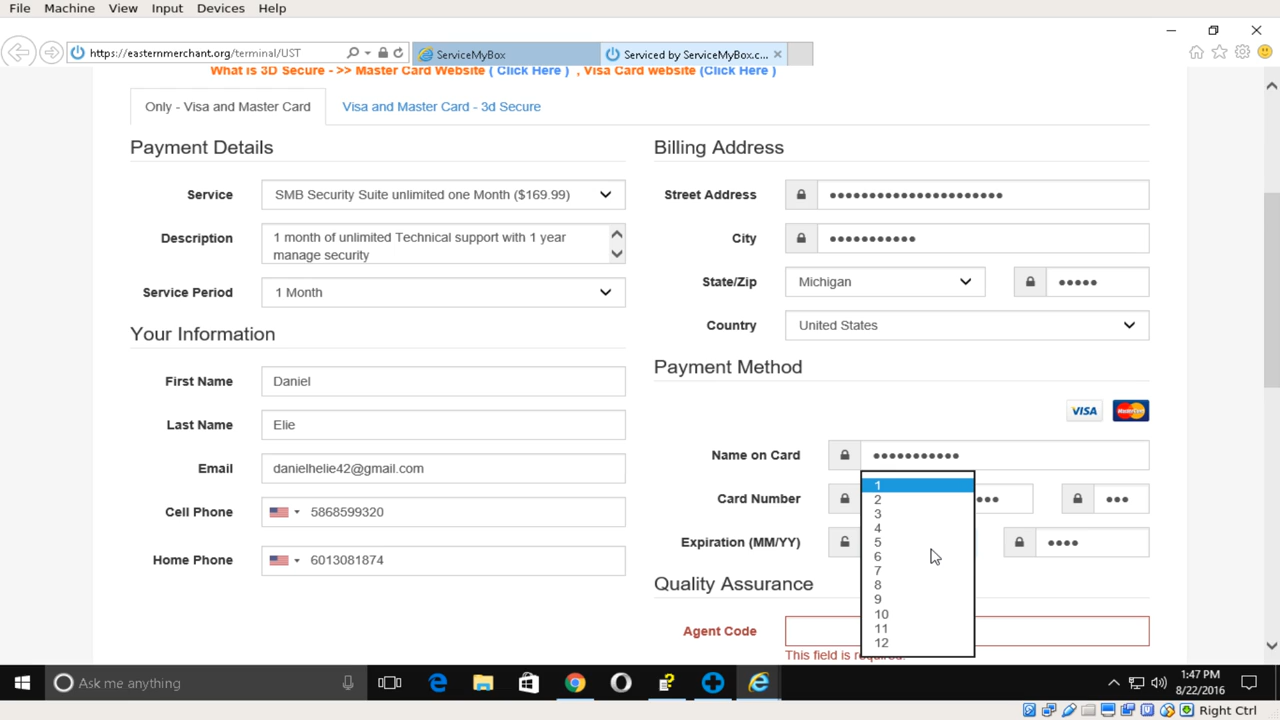 File Machine View Input Devices Help
https://easternmerchant.org/terminal/UST
ServiceMyBox
Serviced by ServiceMyBox.c...
What is 3D Secure - >> Master Card Website ( Click Here ) , Visa Card website (Click Here )
Only - Visa and Master Card
Visa and Master Card - 3d Secure
Payment Details
Service SMB Security Suite unlimited one Month ($169.99)
Description 1 month of unlimited Technical support with 1 year
manage security
Service Period 1 Month
Your Information
First Name Daniel
Last Name Elie
Email danielhelie42@gmail.com
Cell Phone 5868599320
Home Phone 6013081874
Billing Address
Street Address •••••••••••••••••••••
City •••••••••••
State/Zip Michigan •••••
Country United States
Payment Method
VISA MasterCard
Name on Card •••••••••••
Card Number ••• •••
Expiration (MM/YY) ••••
1
2
3
4
5
6
7
8
9
10
11
12
Quality Assurance
Agent Code
This field is required.
Ask me anything
1:47 PM
8/22/2016
Right Ctrl